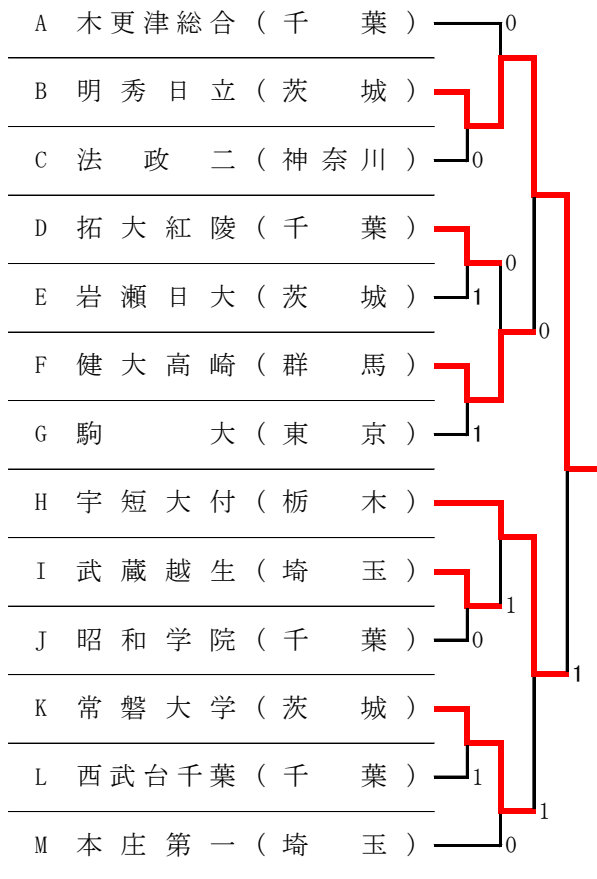 A 木更津総合(千 葉) 0
B 明秀日立(茨 城)
C 法 政 二(神奈川) 0
D 拓大紅陵(千 葉) 0
E 岩瀬日大(茨 城) 1
0
F 健大高崎(群 馬)
G 駒 大(東 京) 1
H 宇短大付(栃 木)
I 武蔵越生(埼 玉)
1
J 昭和学院(千 葉) 0
1
K 常磐大学(茨 城)
L 西武台千葉(千 葉) 1
1
M 本庄第一(埼 玉) 0